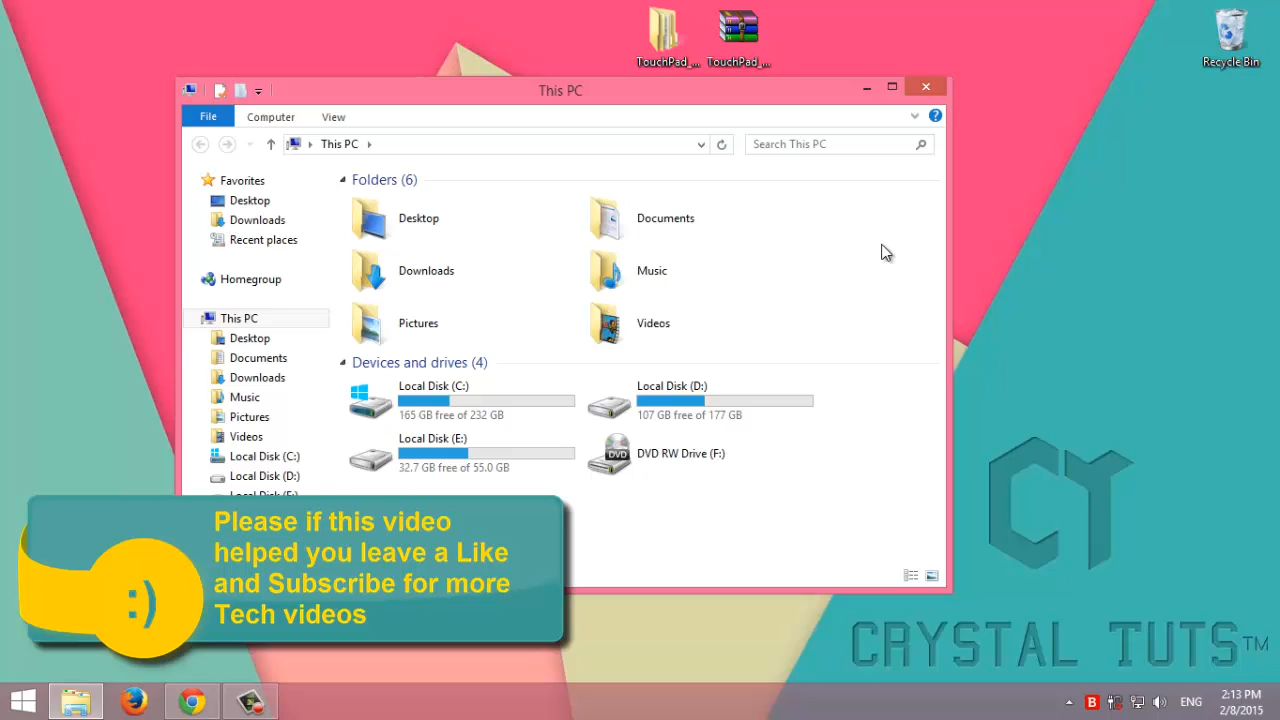 TouchPad_...
TouchPad_...
Recycle Bin
This PC
File
Computer
View
This PC
Search This PC
Favorites
Desktop
Downloads
Recent places
Homegroup
This PC
Desktop
Documents
Downloads
Music
Pictures
Videos
Local Disk (C:)
Local Disk (D:)
Local Disk (E:)
Folders (6)
Desktop
Documents
Downloads
Music
Pictures
Videos
Devices and drives (4)
Local Disk (C:)
165 GB free of 232 GB
Local Disk (D:)
107 GB free of 177 GB
Local Disk (E:)
32.7 GB free of 55.0 GB
DVD
DVD RW Drive (F:)
:)
Please if this video
helped you leave a Like
and Subscribe for more
Tech videos
CT
CRYSTAL TUTS™
B
ENG
2:13 PM
2/8/2015